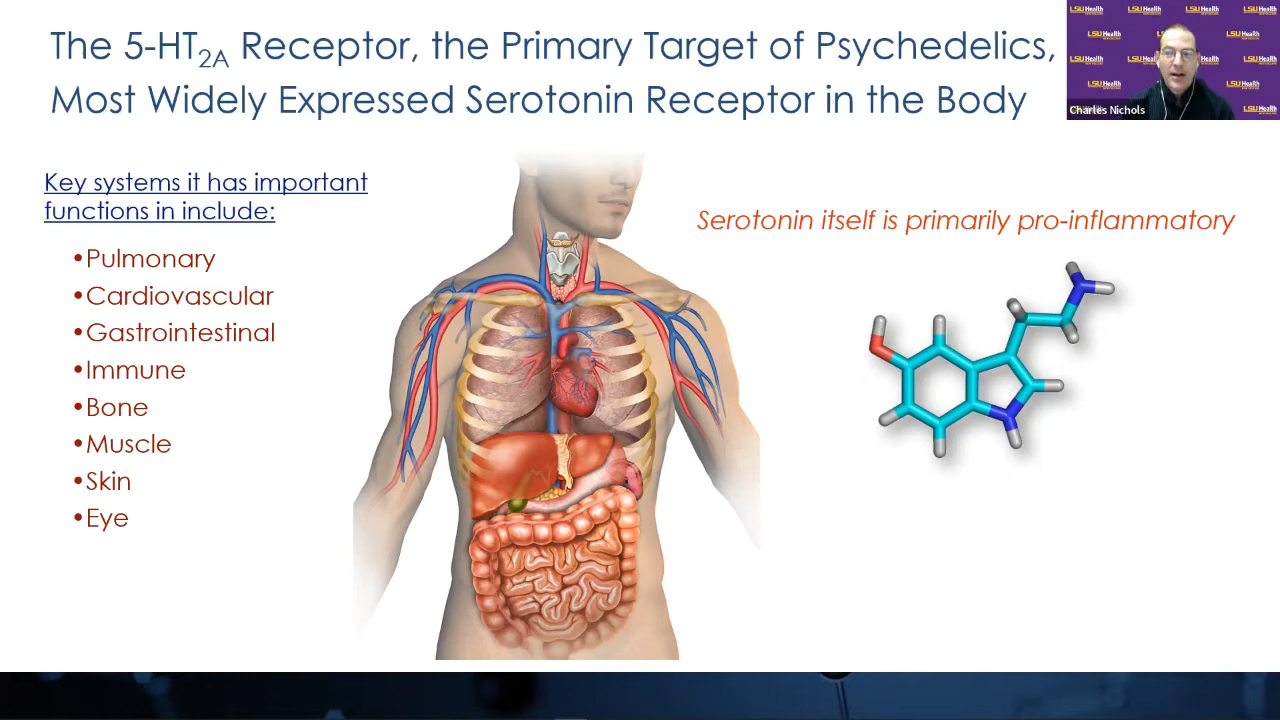 The 5-HT2A Receptor, the Primary Target of Psychedelics,
Most Widely Expressed Serotonin Receptor in the Body
LSU Health
Charles Nichols
Key systems it has important
functions in include:
Serotonin itself is primarily pro-inflammatory
•Pulmonary
•Cardiovascular
•Gastrointestinal
•Immune
•Bone
•Muscle
•Skin
•Eye